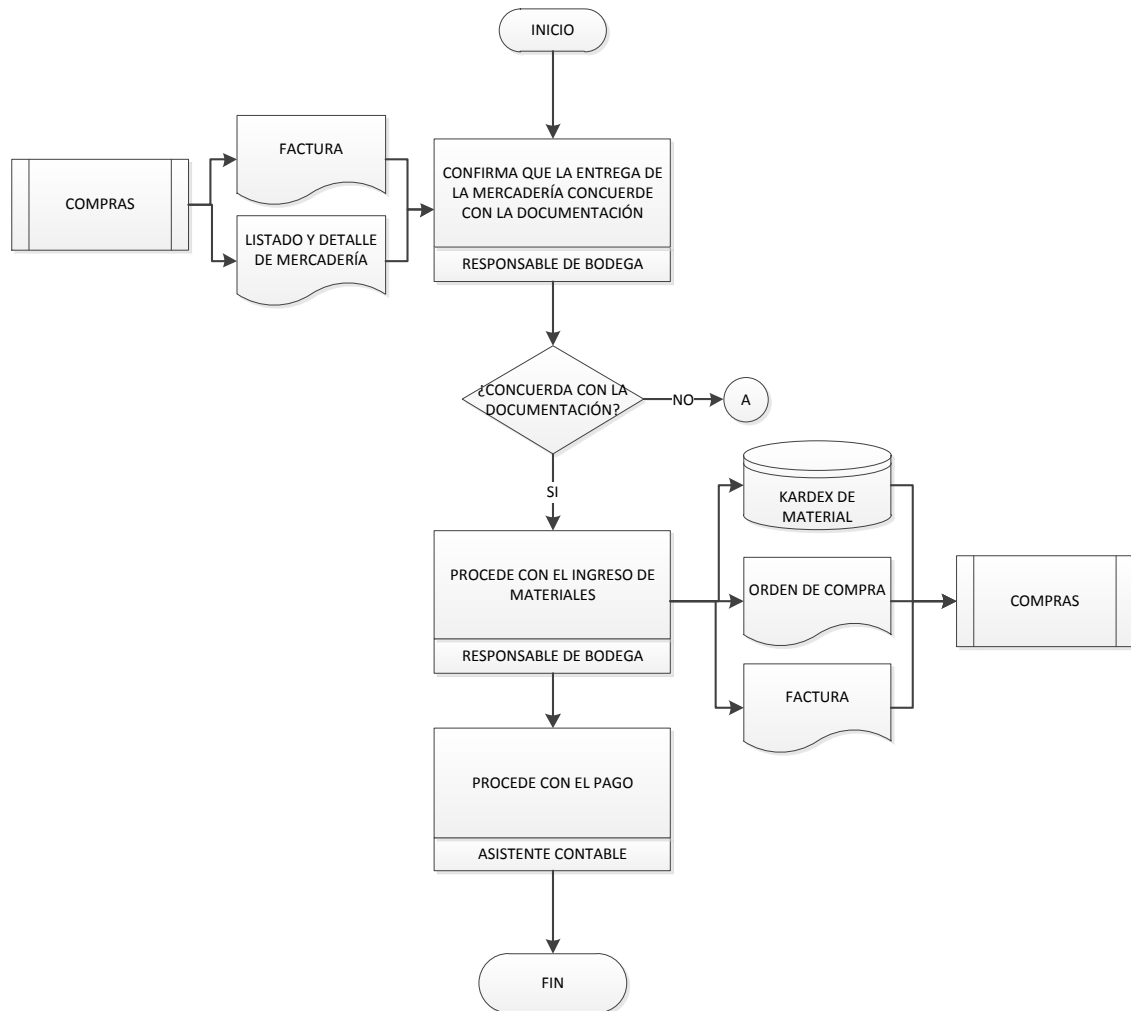 INICIO
COMPRAS
FACTURA
LISTADO Y DETALLE
DE MERCADERÍA
CONFIRMA QUE LA ENTREGA DE
LA MERCADERÍA CONCUERDE
CON LA DOCUMENTACIÓN
RESPONSABLE DE BODEGA
¿CONCUERDA CON LA
DOCUMENTACIÓN?
NO
A
SI
PROCEDE CON EL INGRESO DE
MATERIALES
RESPONSABLE DE BODEGA
KARDEX DE
MATERIAL
ORDEN DE COMPRA
FACTURA
COMPRAS
PROCEDE CON EL PAGO
ASISTENTE CONTABLE
FIN